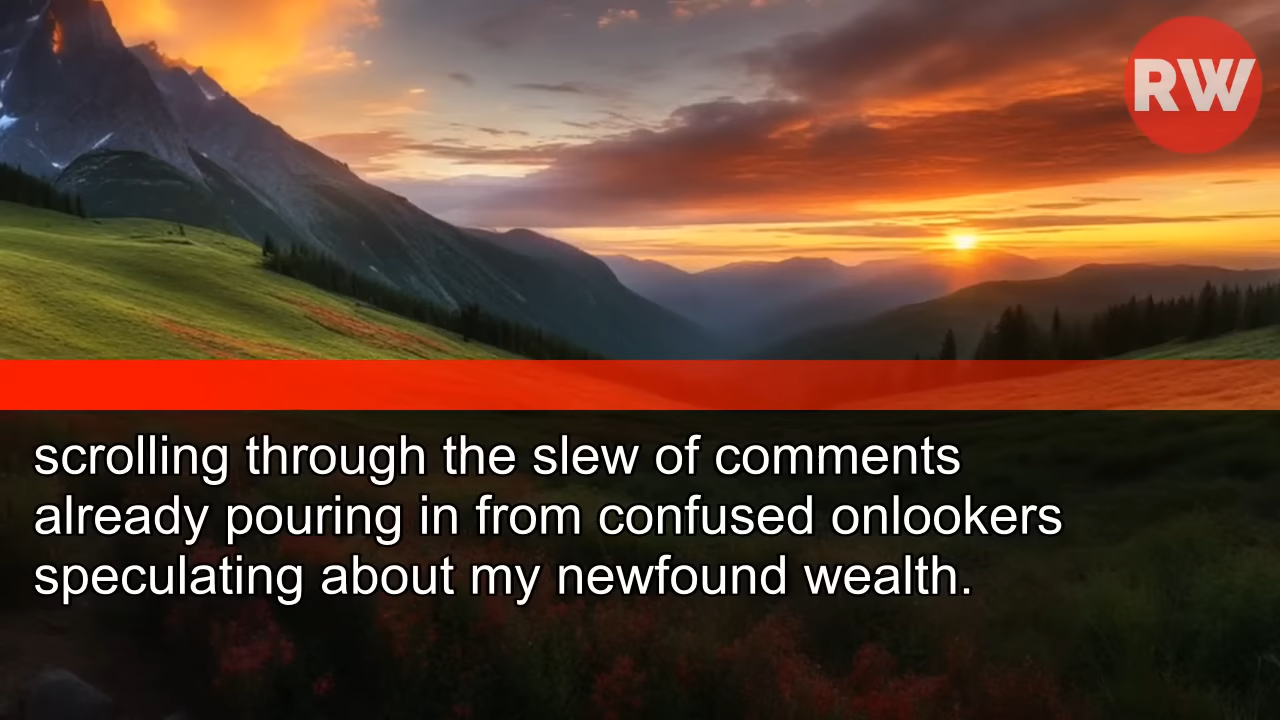 RW
scrolling through the slew of comments
already pouring in from confused onlookers
speculating about my newfound wealth.